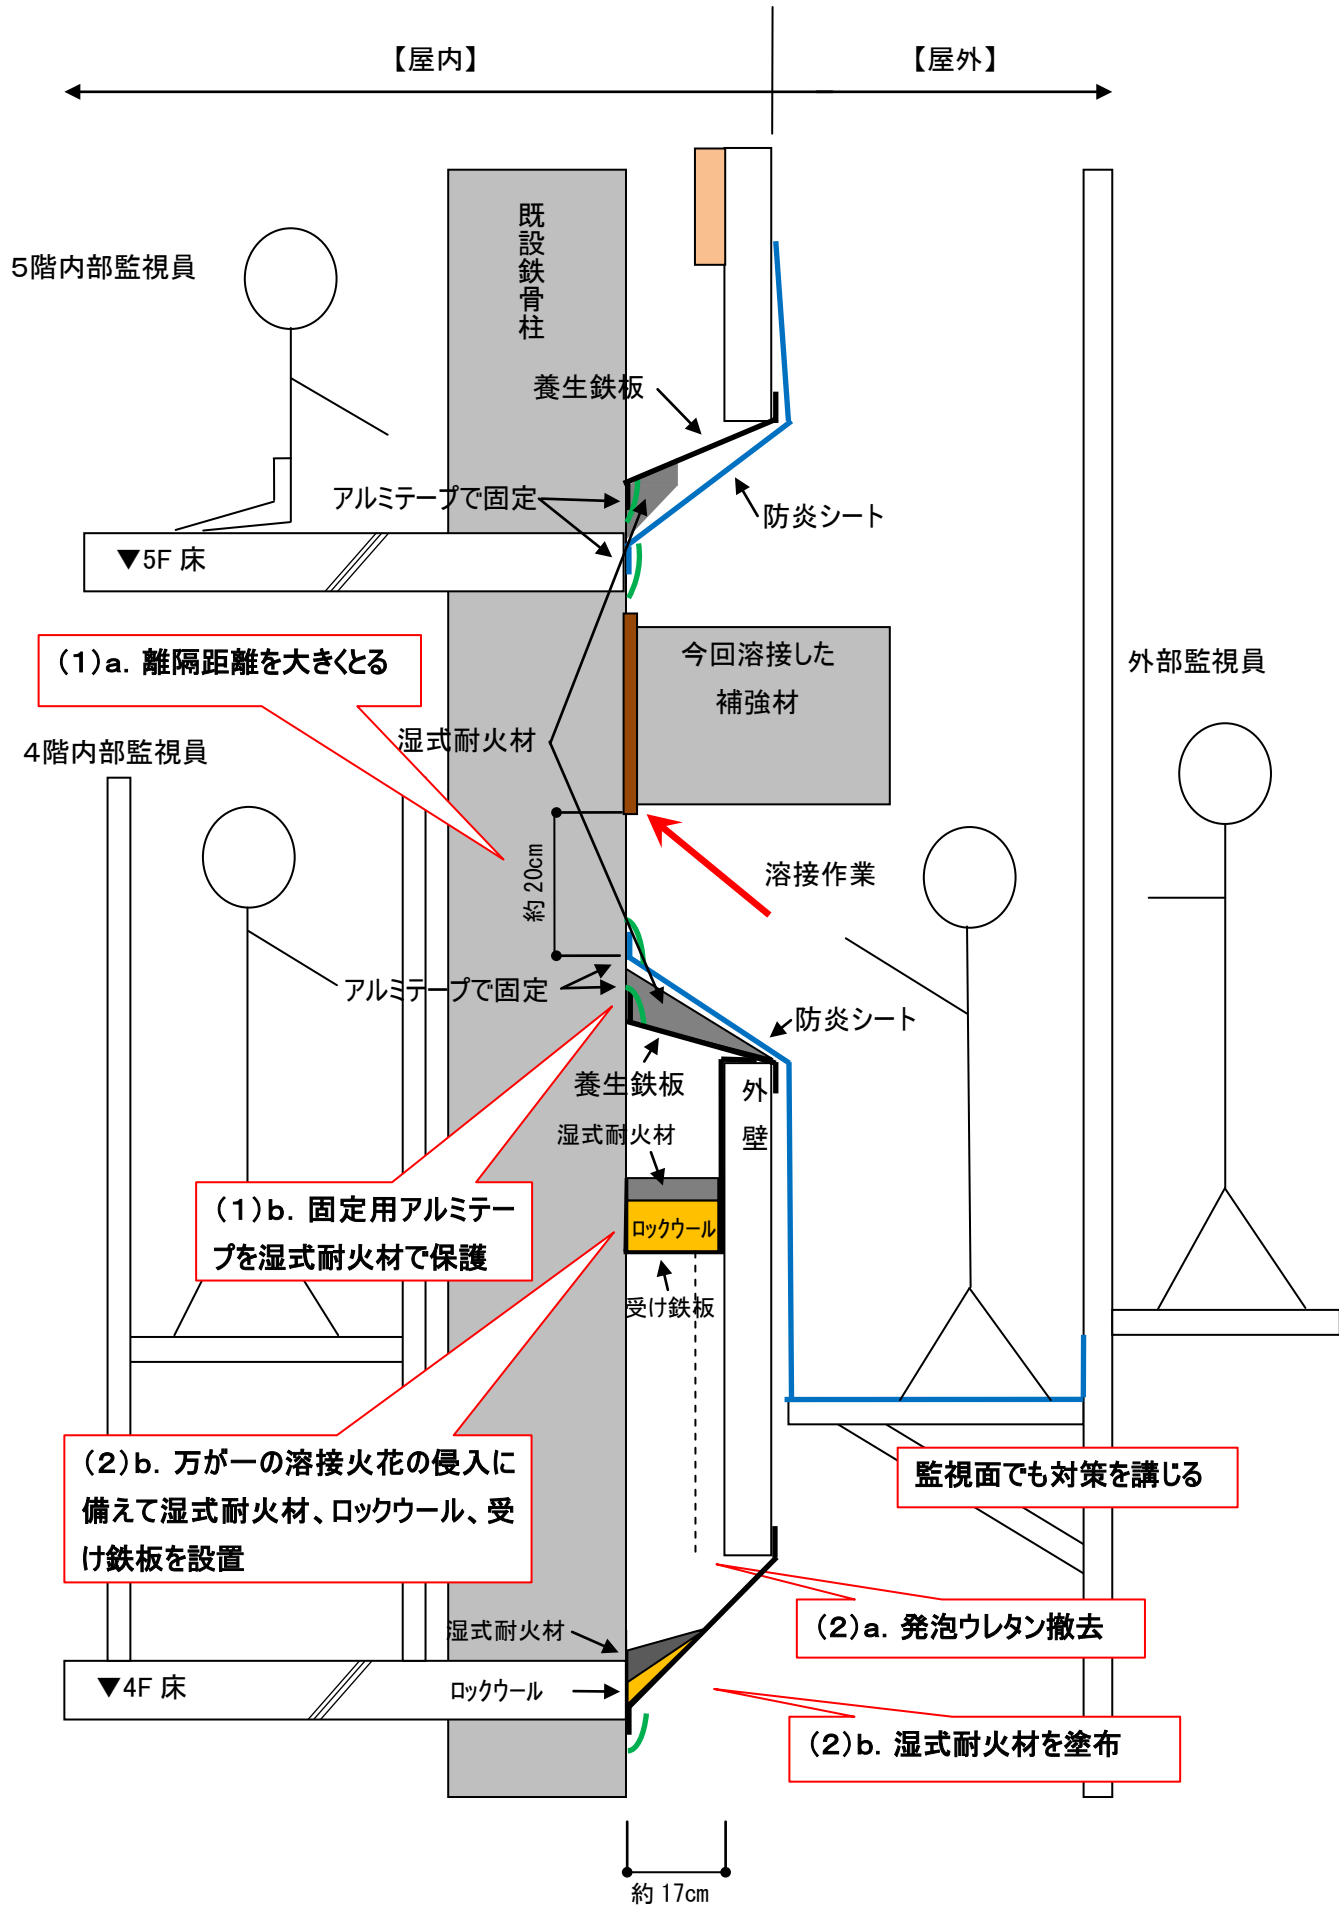 【屋内】
【屋外】
既設鉄骨柱
5階内部監視員
養生鉄板
アルミテープで固定
防炎シート
▼5F 床
(1)a. 離隔距離を大きくとる
今回溶接した
補強材
外部監視員
湿式耐火材
4階内部監視員
約 20cm
溶接作業
アルミテープで固定
防炎シート
養生鉄板
外
壁
湿式耐火材
(1)b. 固定用アルミテー
プを湿式耐火材で保護
ロックウール
受け鉄板
(2)b. 万が一の溶接火花の侵入に
備えて湿式耐火材、ロックウール、受
け鉄板を設置
監視面でも対策を講じる
(2)a. 発泡ウレタン撤去
湿式耐火材
▼4F 床
ロックウール
(2)b. 湿式耐火材を塗布
約 17cm